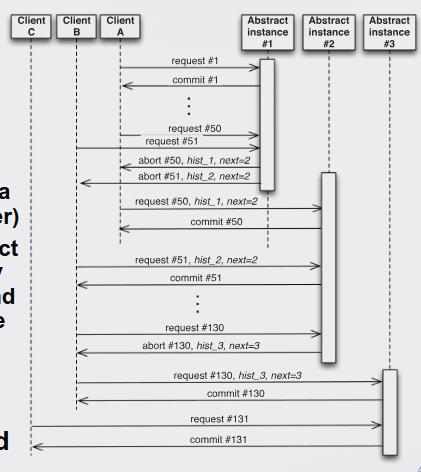 Client
C
Client
B
Client
A
Abstract
instance
#1
Abstract
instance
#2
Abstract
instance
#3
request #1
commit #1
request #50
request #51
abort #50, hist_1, next=2
abort #51, hist_2, next=2
a
er)
request #50, hist_1, next=2
commit #50
ct
y
nd
e
request #51, hist_2, next=2
commit #51
request #130
abort #130, hist_3, next=3
request #130, hist_3, next=3
commit #130
request #131
d
commit #131